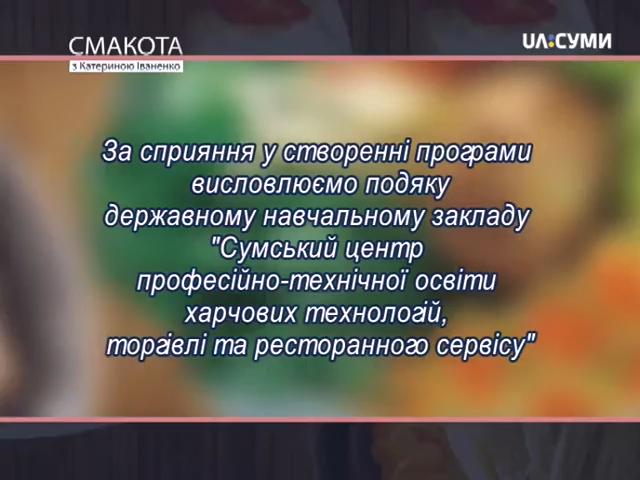 СМАКОТА
з Катериною Іваненко
UA:СУМИ
За сприяння у створенні програми
висловлюємо подяку
державному навчальному закладу
"Сумський центр
професійно-технічної освіти
харчових технологій,
торгівлі та ресторанного сервісу"